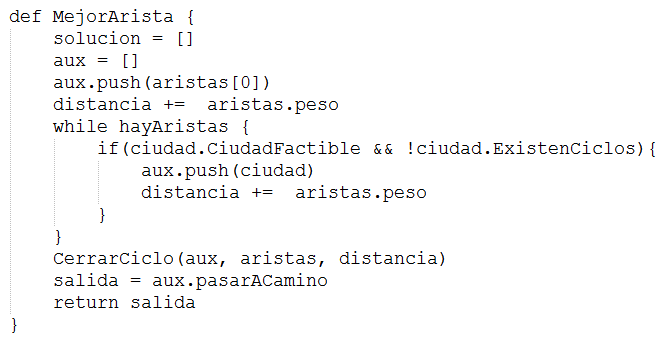 def MejorArista {
solucion = []
aux = []
aux.push(aristas[0])
distancia +=  aristas.peso
while hayAristas {
if(ciudad.CiudadFactible && !ciudad.ExistenCiclos){
aux.push(ciudad)
distancia +=  aristas.peso
}
}
CerrarCiclo(aux, aristas, distancia)
salida = aux.pasarACamino
return salida
}